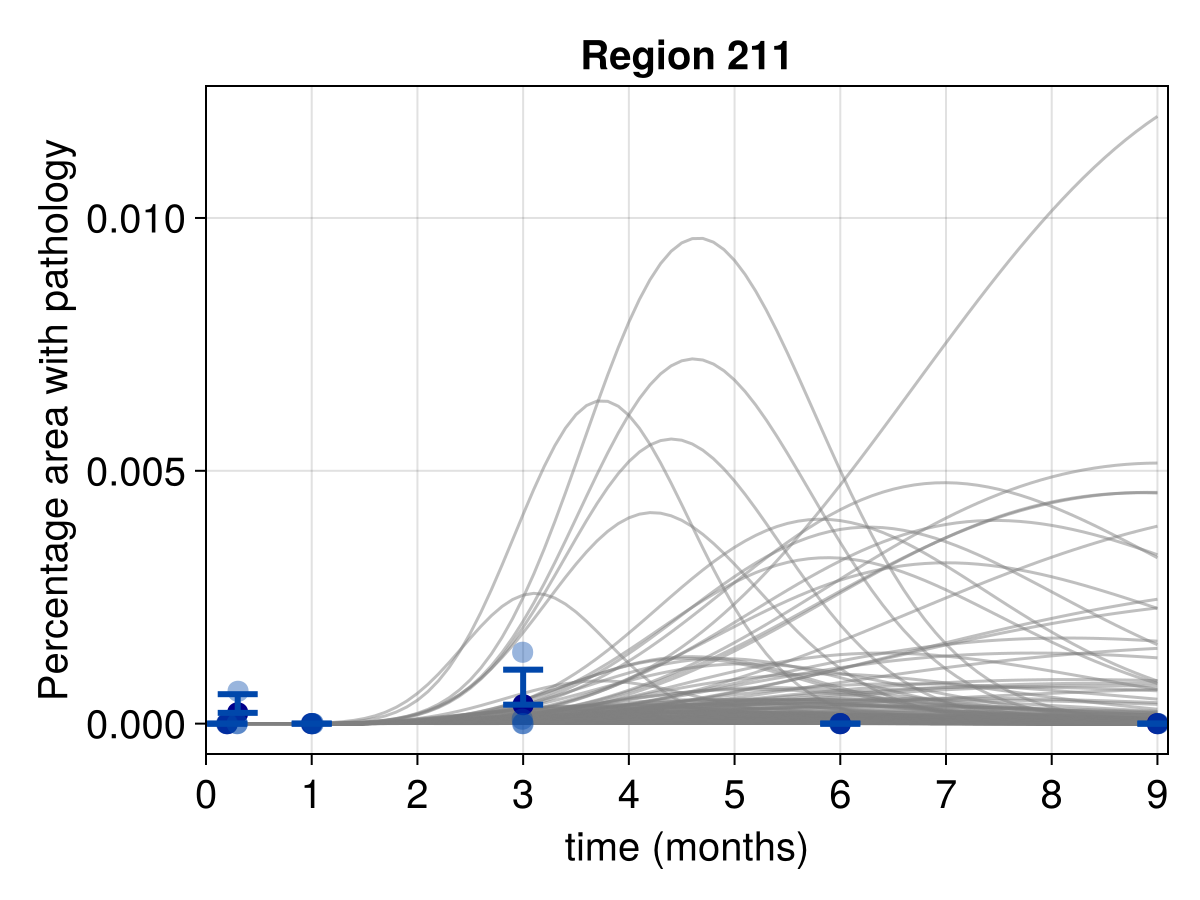 Region 211
Percentage area with pathology
0.010
0.005
0.000
0 1 2 3 4 5 6 7 8 9
time (months)